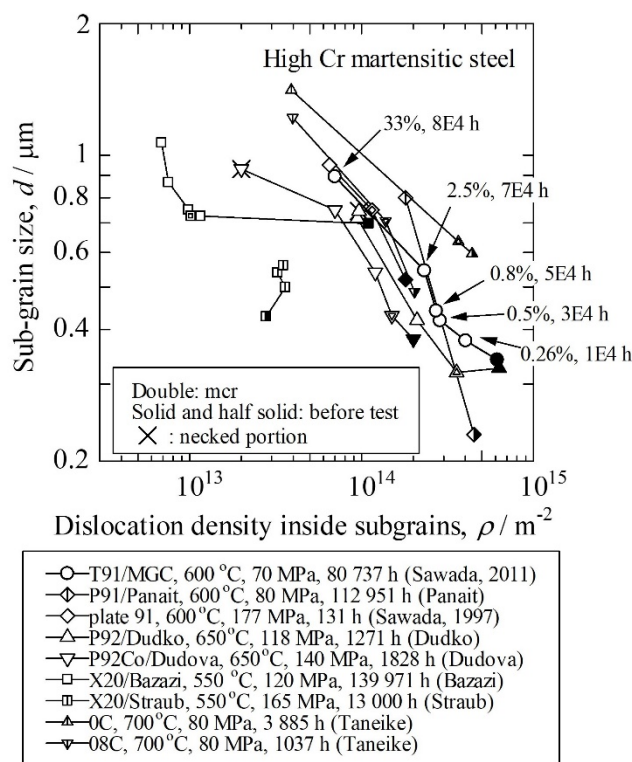 2
High Cr martensitic steel
33%, 8E4 h
1
2.5%, 7E4 h
0.8
0.6
0.8%, 5E4 h
0.5%, 3E4 h
0.4
0.26%, 1E4 h
Sub-grain size, d / μm
Double: mcr
Solid and half solid: before test
: necked portion
0.2
10^13 10^14 10^15
Dislocation density inside subgrains, ρ / m^-2
T91/MGC, 600 °C, 70 MPa, 80 737 h (Sawada, 2011)
P91/Panait, 600 °C, 80 MPa, 112 951 h (Panait)
plate 91, 600°C, 177 MPa, 131 h (Sawada, 1997)
P92/Dudko, 650°C, 118 MPa, 1271 h (Dudko)
P92Co/Dudova, 650°C, 140 MPa, 1828 h (Dudova)
X20/Bazazi, 550 °C, 120 MPa, 139 971 h (Bazazi)
X20/Straub, 550°C, 165 MPa, 13 000 h (Straub)
0C, 700°C, 80 MPa, 3 885 h (Taneike)
08C, 700°C, 80 MPa, 1037 h (Taneike)